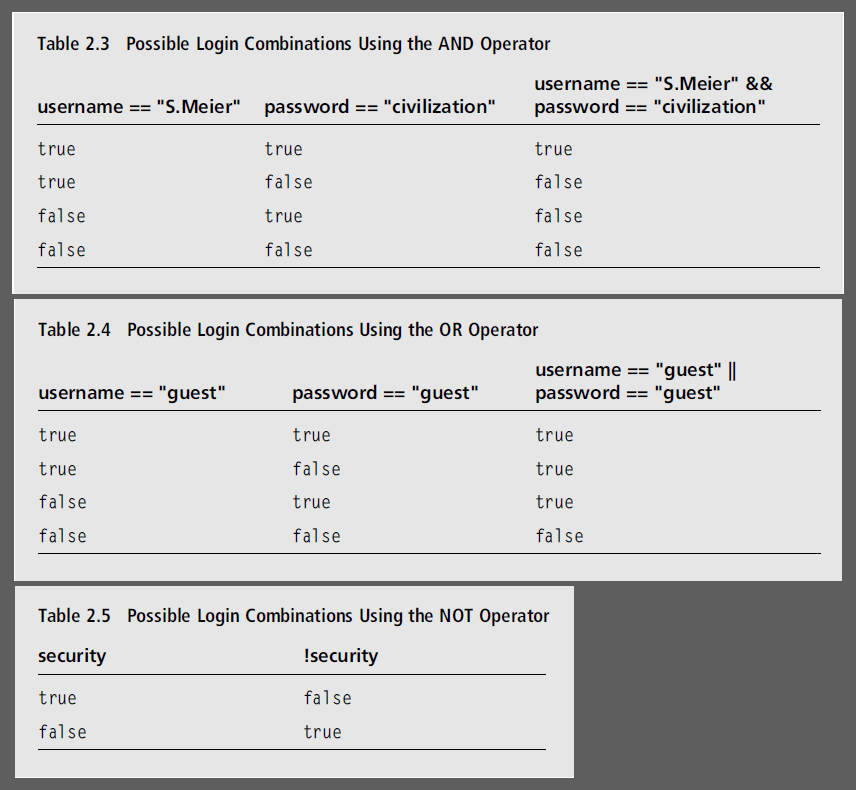 Table 2.3 Possible Login Combinations Using the AND Operator
username == "S.Meier" password == "civilization" username == "S.Meier" && password == "civilization"
true true true
true false false
false true false
false false false
Table 2.4 Possible Login Combinations Using the OR Operator
username == "guest" password == "guest" username == "guest" || password == "guest"
true true true
true false true
false true true
false false false
Table 2.5 Possible Login Combinations Using the NOT Operator
security !security
true false
false true